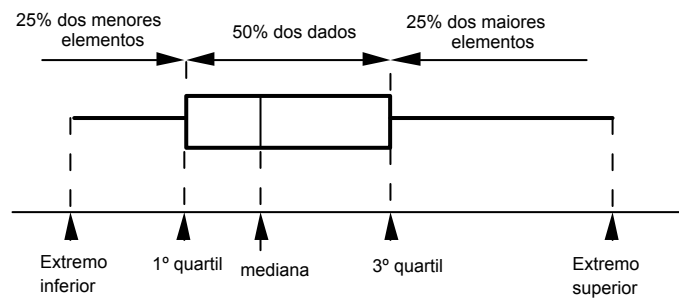 25% dos menores
elementos
50% dos dados
25% dos maiores
elementos
Extremo
inferior
1º quartil
mediana
3º quartil
Extremo
superior